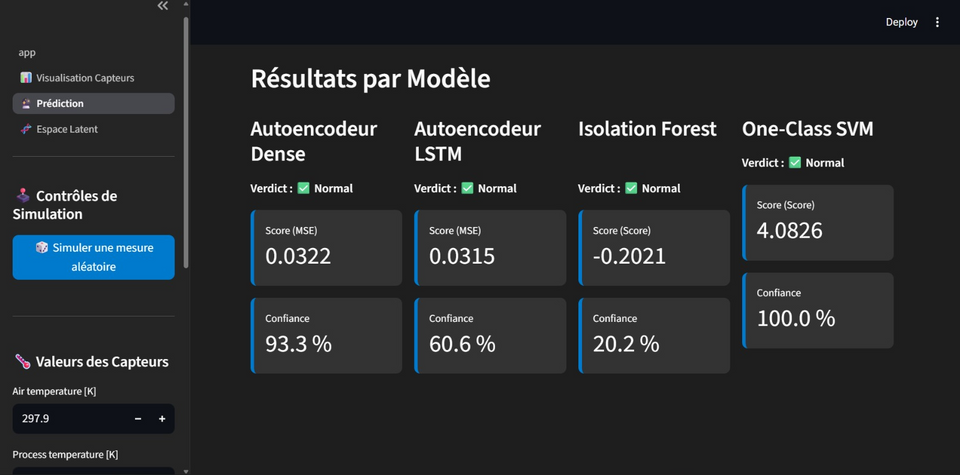 Deploy
app
Visualisation Capteurs
Prédiction
Espace Latent
Contrôles de
Simulation
Simuler une mesure
aléatoire
Valeurs des Capteurs
Air temperature [K]
297.9
Process temperature [K]
Résultats par Modèle
Autoencodeur
Dense
Verdict : ✅ Normal
Score (MSE)
0.0322
Confiance
93.3 %
Autoencodeur
LSTM
Verdict : ✅ Normal
Score (MSE)
0.0315
Confiance
60.6 %
Isolation Forest
Verdict : ✅ Normal
Score (Score)
-0.2021
Confiance
20.2 %
One-Class SVM
Verdict : ✅ Normal
Score (Score)
4.0826
Confiance
100.0 %